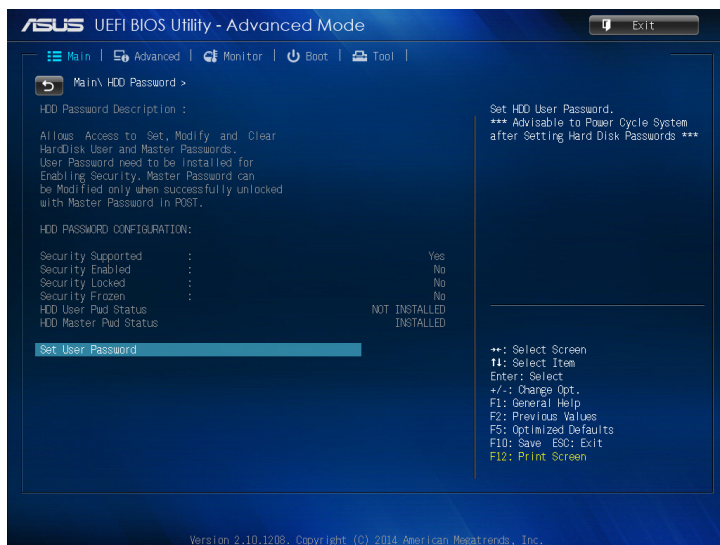 ASUS UEFI BIOS Utility - Advanced Mode
Exit
Main | Advanced | Monitor | Boot | Tool |
Main\ HDD Password >
HDD Password Description :
Allows Access to Set, Modify and Clear
HardDisk User and Master Passwords.
User Password need to be installed for
Enabling Security. Master Password can
be Modified only when successfully unlocked
with Master Password in POST.
HDD PASSWORD CONFIGURATION:
Security Supported : Yes
Security Enabled : No
Security Locked : No
Security Frozen : No
HDD User Pwd Status NOT INSTALLED
HDD Master Pwd Status INSTALLED
Set User Password
Set HDD User Password.
*** Advisable to Power Cycle System
after Setting Hard Disk Passwords ***
→←: Select Screen
↑↓: Select Item
Enter: Select
+/-: Change Opt.
F1: General Help
F2: Previous Values
F5: Optimized Defaults
F10: Save ESC: Exit
F12: Print Screen
Version 2.10.1208. Copyright (C) 2014 American Megatrends, Inc.